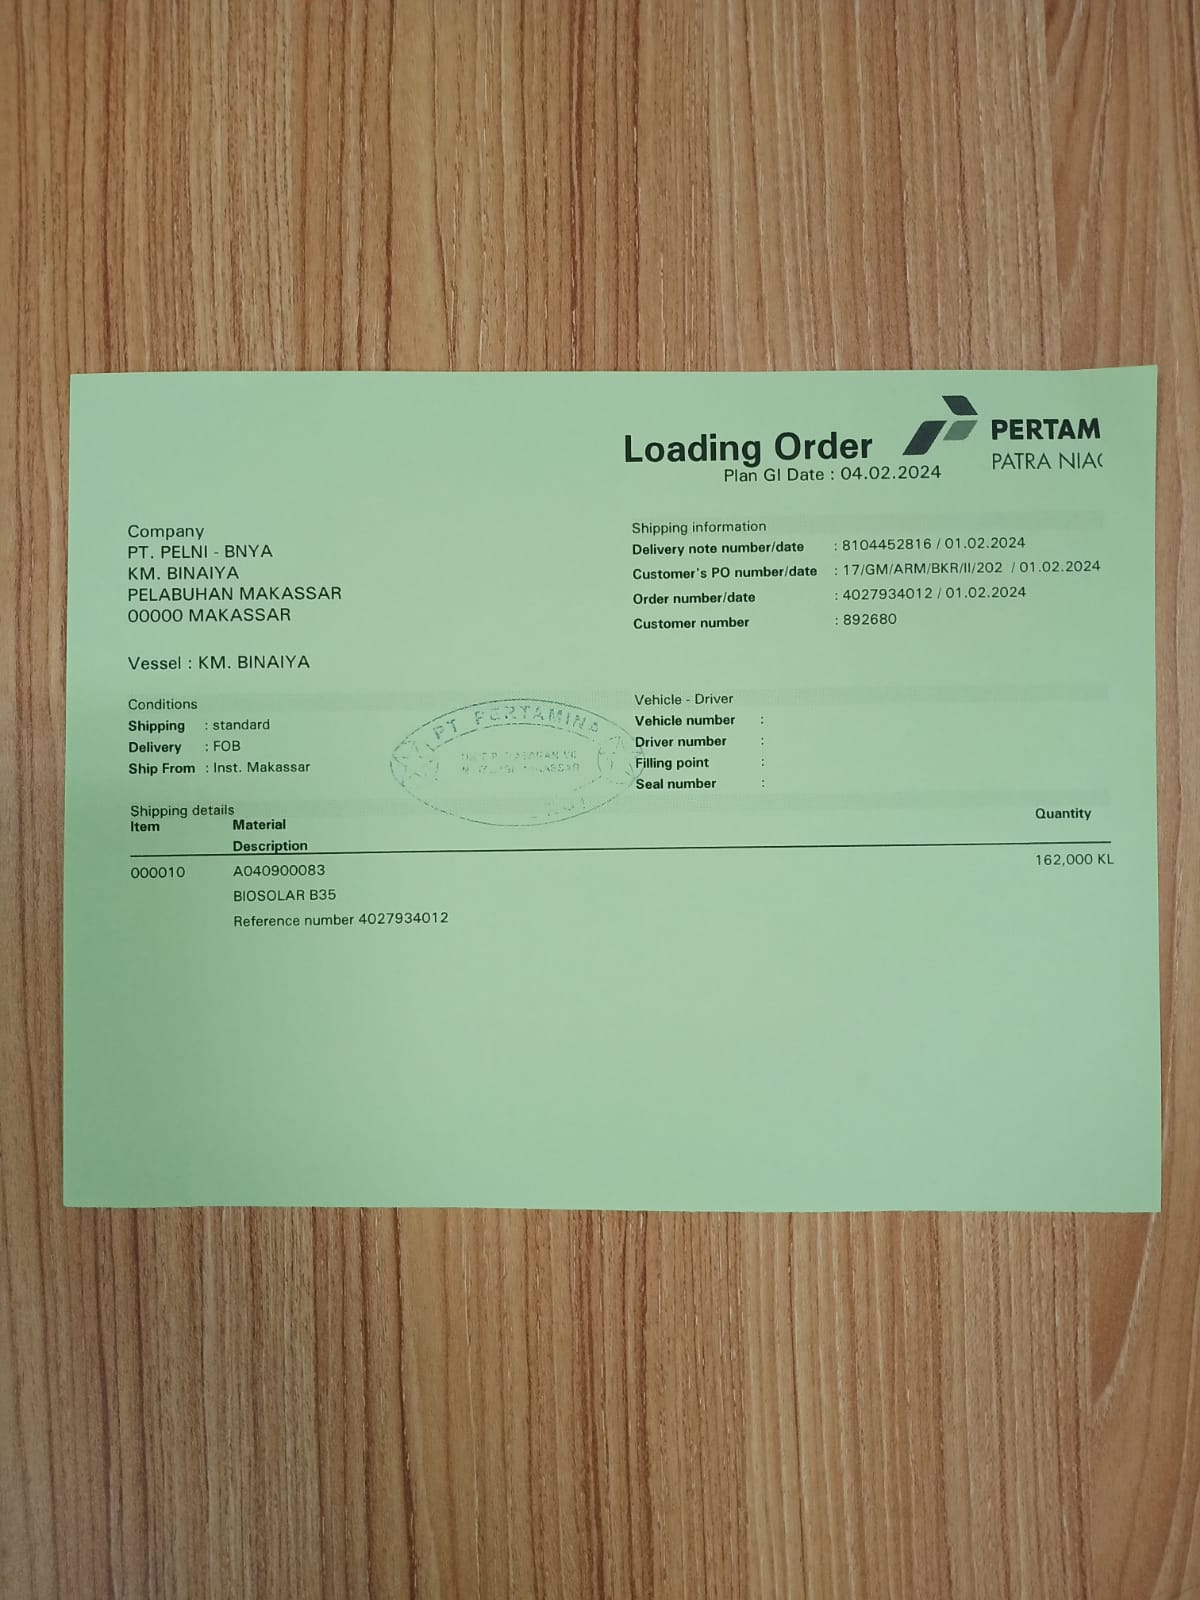 Loading Order
PERTAM
PATRA NIA
Plan GI Date : 04.02.2024
Company
PT. PELNI - BNYA
KM. BINAIYA
PELABUHAN MAKASSAR
00000 MAKASSAR
Vessel : KM. BINAIYA
Shipping information
Delivery note number/date : 8104452816 / 01.02.2024
Customer's PO number/date : 17/GM/ARM/BKR/II/202 / 01.02.2024
Order number/date : 4027934012 / 01.02.2024
Customer number : 892680
Conditions
Shipping : standard
Delivery : FOB
Ship From : Inst. Makassar
PT PERTAMINA
Vehicle - Driver
Vehicle number :
Driver number :
Filling point :
Seal number :
Shipping details
Item Material Quantity
Description
000010 A040900083 162,000 KL
BIOSOLAR B35
Reference number 4027934012